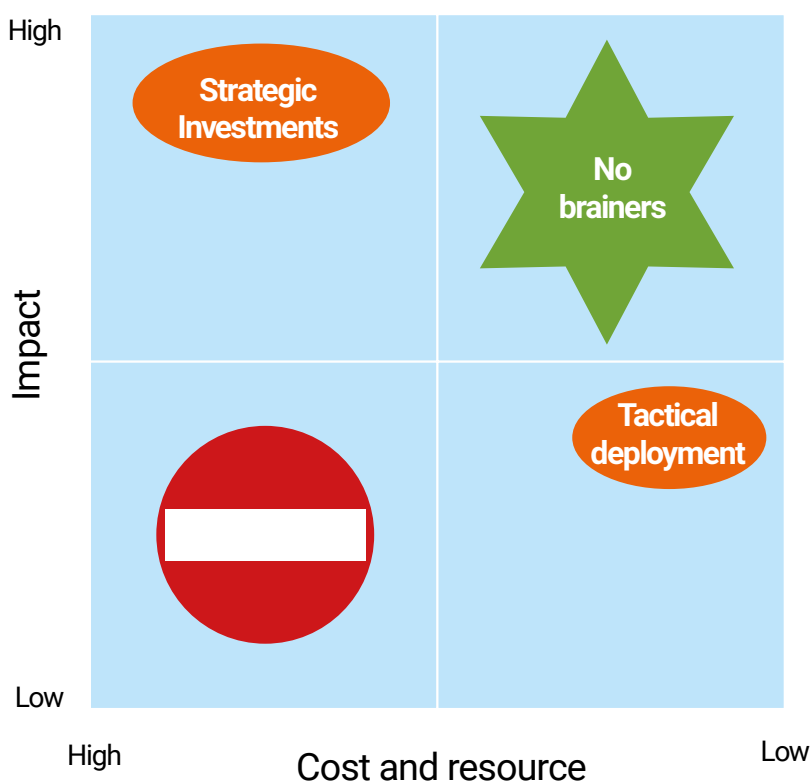 High
Strategic
Investments
No
brainers
Impact
Tactical
deployment
Low
High
Cost and resource
Low